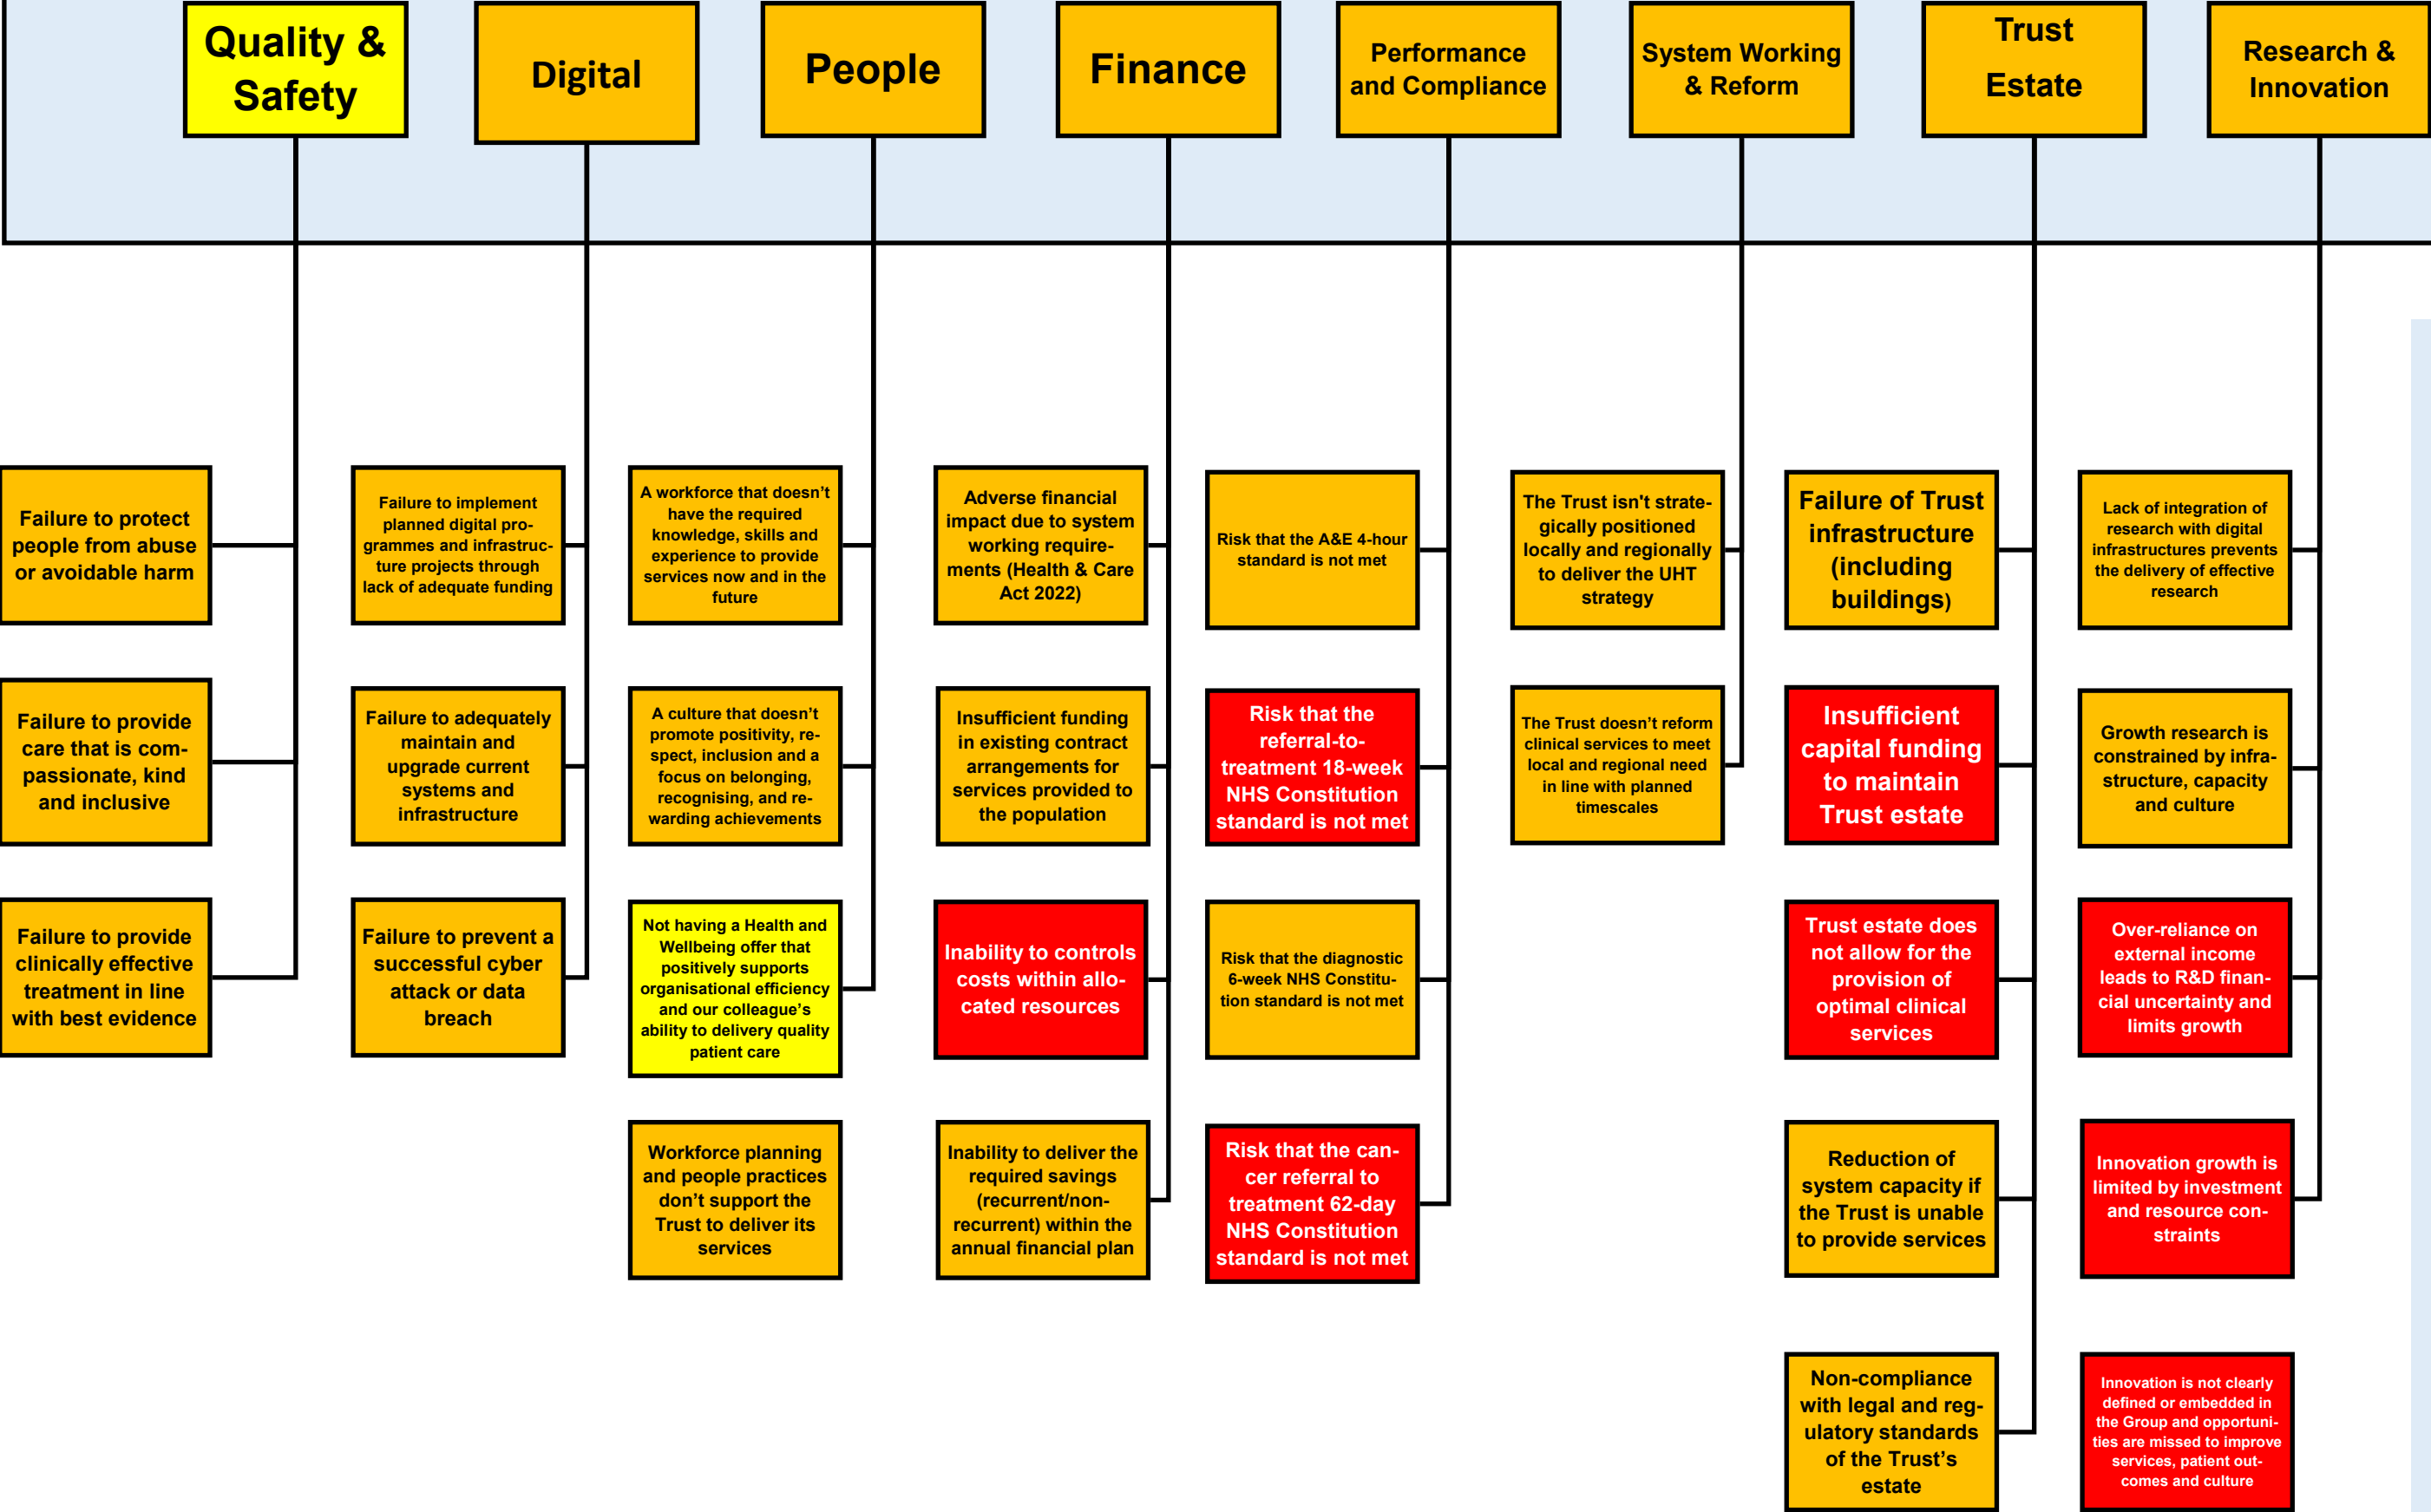 Quality &
Safety
Digital
People
Finance
Performance
and Compliance
System Working
& Reform
Trust
Estate
Research &
Innovation
Failure to protect
people from abuse
or avoidable harm
Failure to provide
care that is com-
passionate, kind
and inclusive
Failure to provide
clinically effective
treatment in line
with best evidence
Failure to implement
planned digital pro-
grammes and infrastruc-
ture projects through
lack of adequate funding
Failure to adequately
maintain and
upgrade current
systems and
infrastructure
Failure to prevent a
successful cyber
attack or data
breach
A workforce that doesn’t
have the required
knowledge, skills and
experience to provide
services now and in the
future
A culture that doesn’t
promote positivity, re-
spect, inclusion and a
focus on belonging,
recognising, and re-
warding achievements
Not having a Health and
Wellbeing offer that
positively supports
organisational efficiency
and our colleague’s
ability to delivery quality
patient care
Workforce planning
and people practices
don’t support the
Trust to deliver its
services
Adverse financial
impact due to system
working require-
ments (Health & Care
Act 2022)
Insufficient funding
in existing contract
arrangements for
services provided to
the population
Inability to controls
costs within allo-
cated resources
Inability to deliver the
required savings
(recurrent/non-
recurrent) within the
annual financial plan
Risk that the A&E 4-hour
standard is not met
Risk that the
referral-to-
treatment 18-week
NHS Constitution
standard is not met
Risk that the diagnostic
6-week NHS Constitu-
tion standard is not met
Risk that the can-
cer referral to
treatment 62-day
NHS Constitution
standard is not met
The Trust isn't strate-
gically positioned
locally and regionally
to deliver the UHT
strategy
The Trust doesn’t reform
clinical services to meet
local and regional need
in line with planned
timescales
Failure of Trust
infrastructure
(including
buildings)
Insufficient
capital funding
to maintain
Trust estate
Trust estate does
not allow for the
provision of
optimal clinical
services
Reduction of
system capacity if
the Trust is unable
to provide services
Non-compliance
with legal and reg-
ulatory standards
of the Trust’s
estate
Lack of integration of
research with digital
infrastructures prevents
the delivery of effective
research
Growth research is
constrained by infra-
structure, capacity
and culture
Over-reliance on
external income
leads to R&D finan-
cial uncertainty and
limits growth
Innovation growth is
limited by investment
and resource con-
straints
Innovation is not clearly
defined or embedded in
the Group and opportuni-
ties are missed to improve
services, patient out-
comes and culture